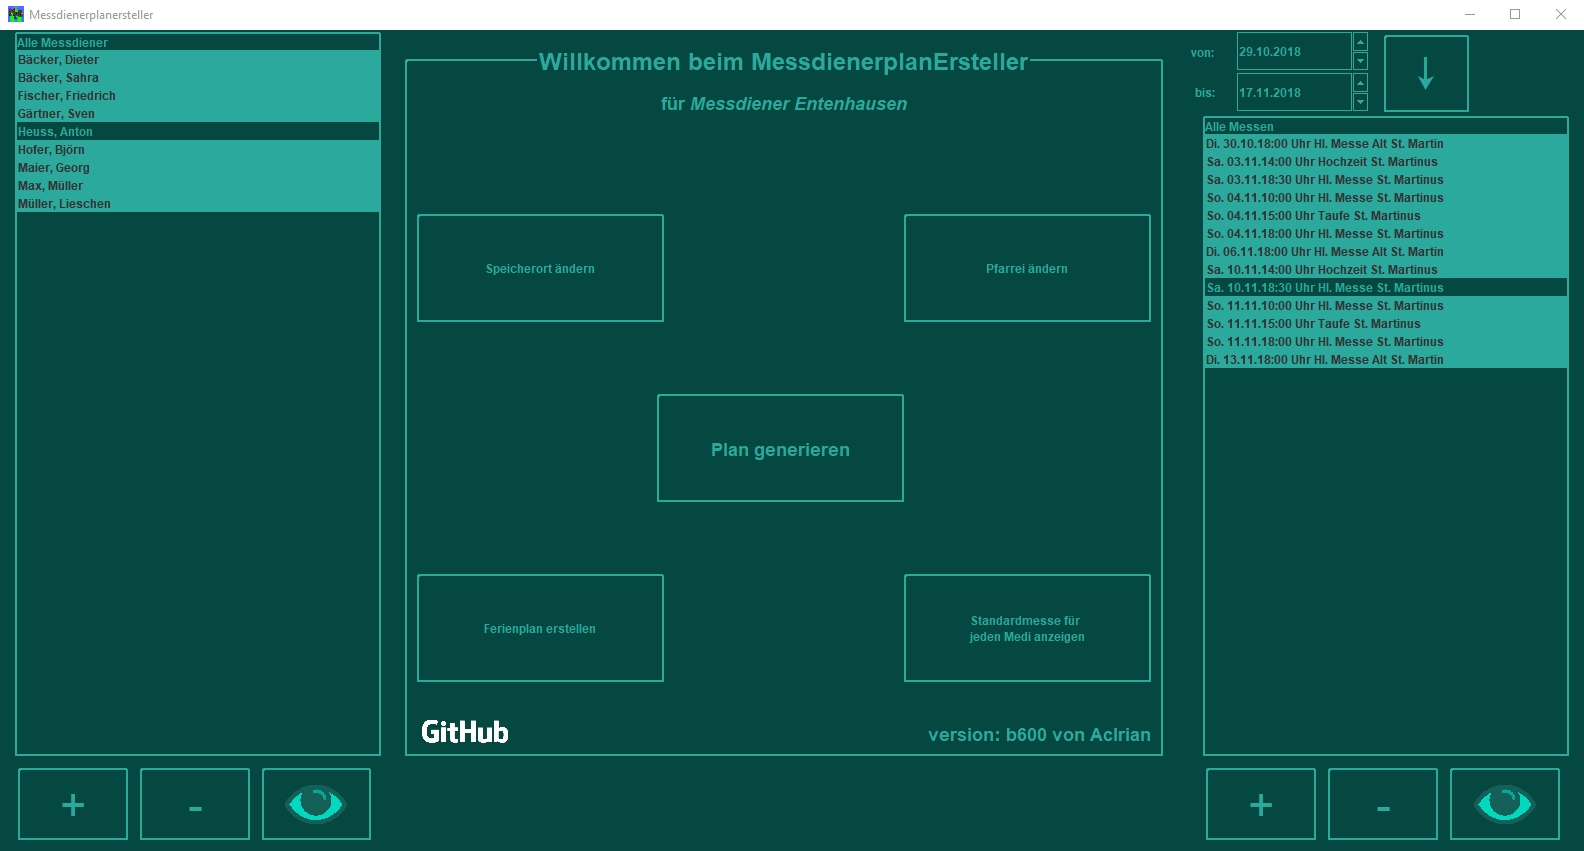 Messdienerplanersteller
Alle Messdiener
Bäcker, Dieter
Bäcker, Sahra
Fischer, Friedrich
Gärtner, Sven
Heuss, Anton
Hofer, Björn
Maier, Georg
Max, Müller
Müller, Lieschen
+
-
Willkommen beim MessdienerplanErsteller
für Messdiener Entenhausen
Speicherort ändern
Pfarrei ändern
Plan generieren
Ferienplan erstellen
Standardmesse für
jeden Medi anzeigen
GitHub
version: b600 von Aclrian
von:
29.10.2018
bis:
17.11.2018
Alle Messen
Di. 30.10.18:00 Uhr Hl. Messe Alt St. Martin
Sa. 03.11.14:00 Uhr Hochzeit St. Martinus
Sa. 03.11.18:30 Uhr Hl. Messe St. Martinus
So. 04.11.10:00 Uhr Hl. Messe St. Martinus
So. 04.11.15:00 Uhr Taufe St. Martinus
So. 04.11.18:00 Uhr Hl. Messe St. Martinus
Di. 06.11.18:00 Uhr Hl. Messe Alt St. Martin
Sa. 10.11.14:00 Uhr Hochzeit St. Martinus
Sa. 10.11.18:30 Uhr Hl. Messe St. Martinus
So. 11.11.10:00 Uhr Hl. Messe St. Martinus
So. 11.11.15:00 Uhr Taufe St. Martinus
So. 11.11.18:00 Uhr Hl. Messe St. Martinus
Di. 13.11.18:00 Uhr Hl. Messe Alt St. Martin
+
-